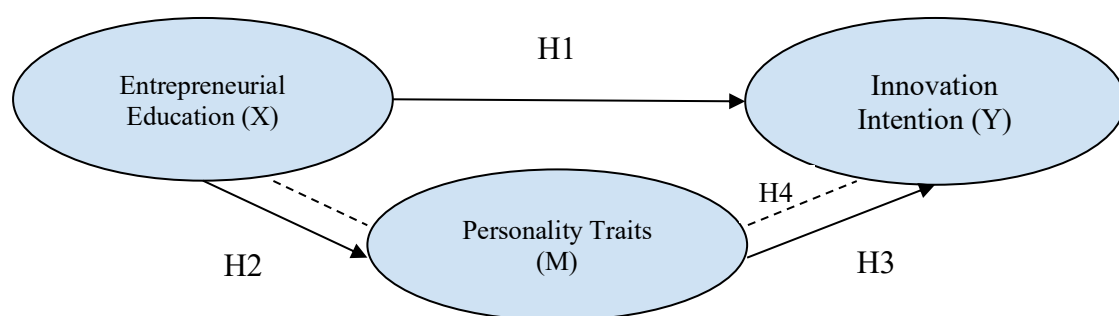 H1
Entrepreneurial
Education (X)
Innovation
Intention (Y)
H4
Personality Traits
(M)
H2
H3